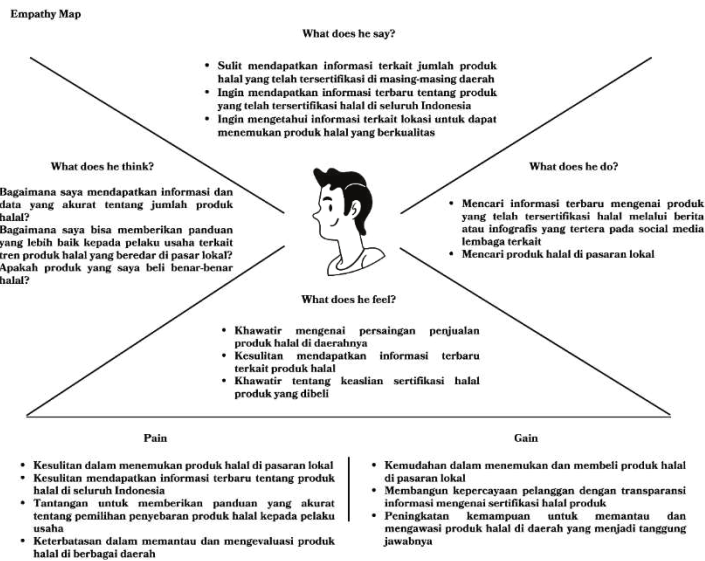 Empathy Map
What does he say?
• Sulit mendapatkan informasi terkait jumlah produk
halal yang telah tersertifikasi di masing-masing daerah
• Ingin mendapatkan informasi terbaru tentang produk
yang telah tersertifikasi halal di seluruh Indonesia
• Ingin mengetahui informasi terkait lokasi untuk dapat
menemukan produk halal yang berkualitas
What does he think?
Bagaimana saya mendapatkan informasi dan
data yang akurat tentang jumlah produk
halal?
Bagaimana saya bisa memberikan panduan
yang lebih baik kepada pelaku usaha terkait
tren produk halal yang beredar di pasar lokal?
Apakah produk yang saya beli benar-benar
halal?
What does he do?
• Mencari informasi terbaru mengenai produk
yang telah tersertifikasi halal melalui berita
atau infografis yang tertera pada social media
lembaga terkait
• Mencari produk halal di pasaran lokal
What does he feel?
• Khawatir mengenai persaingan penjualan
produk halal di daerahnya
• Kesulitan mendapatkan informasi terbaru
terkait produk halal
• Khawatir tentang keaslian sertifikasi halal
produk yang dibeli
Pain
• Kesulitan dalam menemukan produk halal di pasaran lokal
• Kesulitan mendapatkan informasi terbaru tentang produk
halal di seluruh Indonesia
• Tantangan untuk memberikan panduan yang akurat
tentang pemilihan penyebaran produk halal kepada pelaku
usaha
• Keterbatasan dalam memantau dan mengevaluasi produk
halal di berbagai daerah
Gain
• Kemudahan dalam menemukan dan membeli produk halal
di pasaran lokal
• Membangun kepercayaan pelanggan dengan transparansi
informasi mengenai sertifikasi halal produk
• Peningkatan kemampuan untuk memantau dan
mengawasi produk halal di daerah yang menjadi tanggung
jawabnya